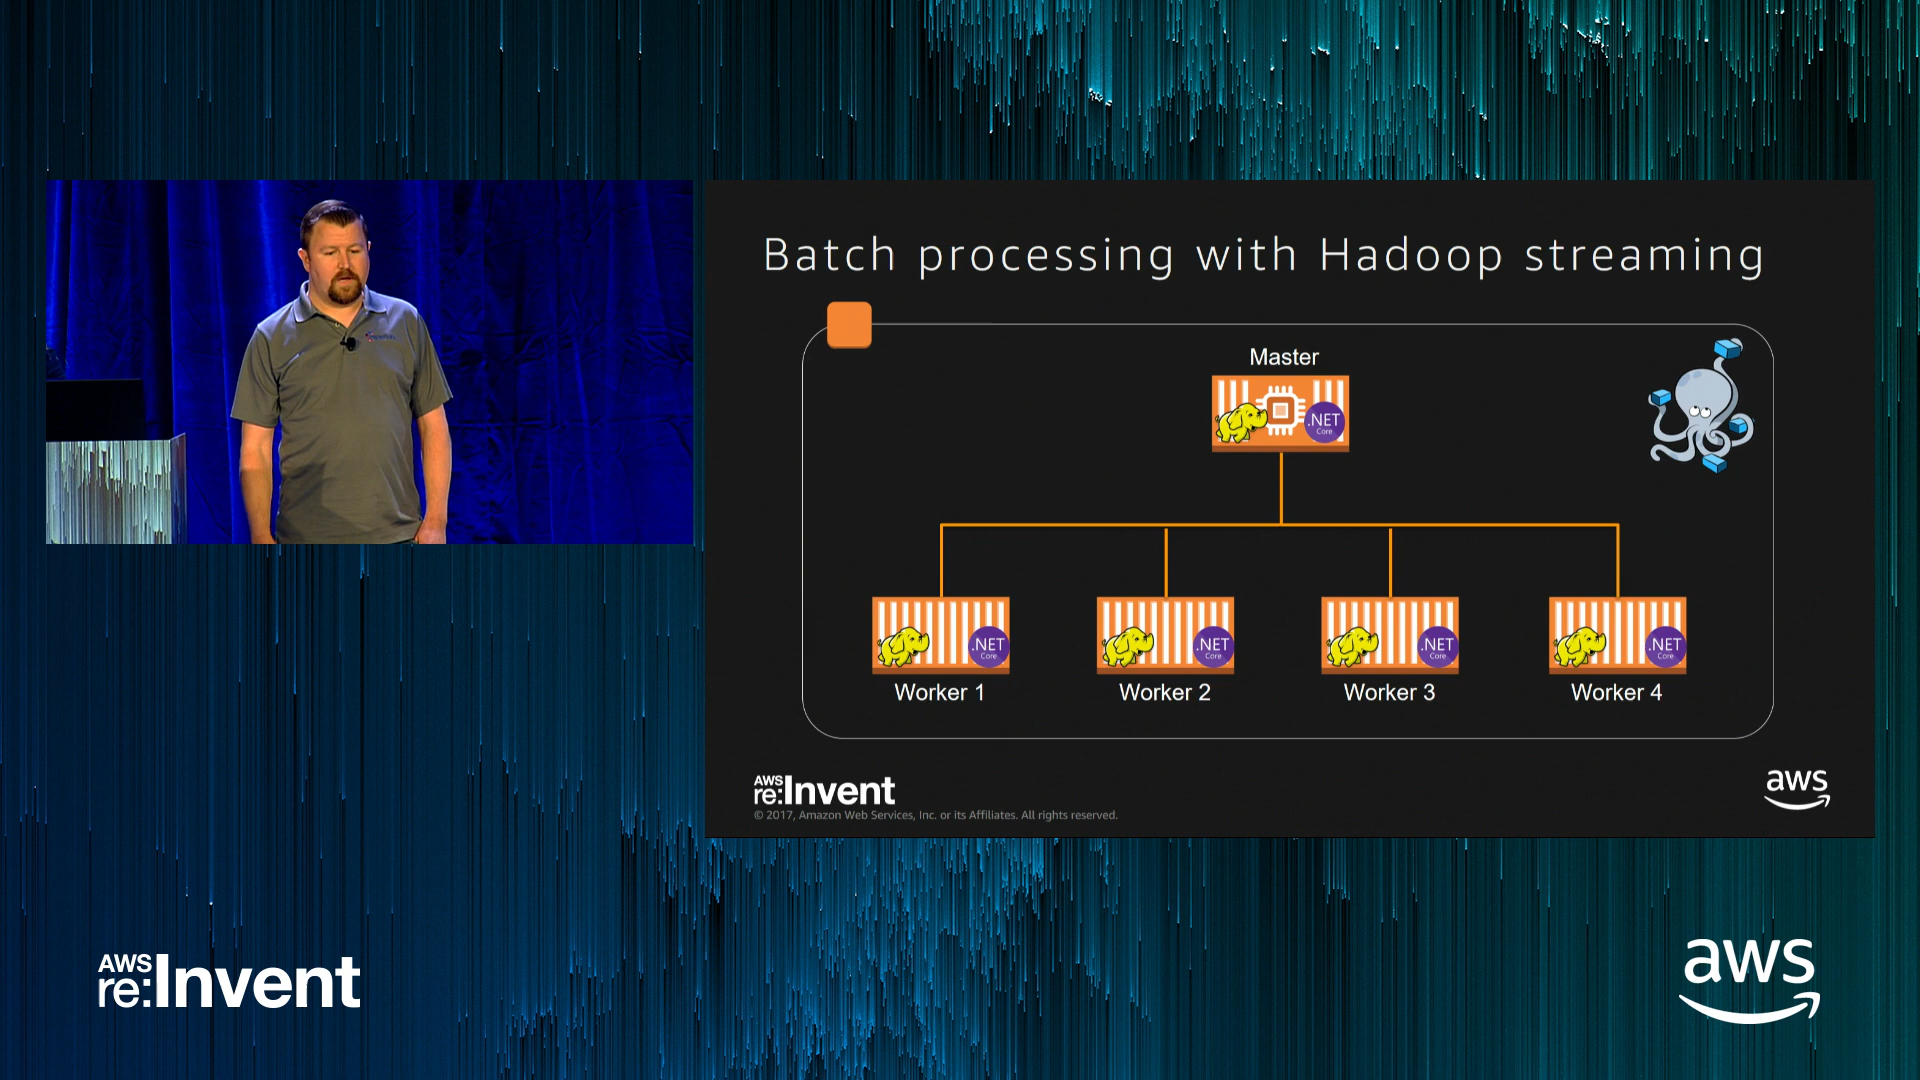 Batch processing with Hadoop streaming
Master
.NET
Core
.NET
Core
.NET
Core
.NET
Core
.NET
Core
Worker 1
Worker 2
Worker 3
Worker 4
AWS
re:Invent
aws
© 2017, Amazon Web Services, Inc. or its Affiliates. All rights reserved.
AWS
re:Invent
aws